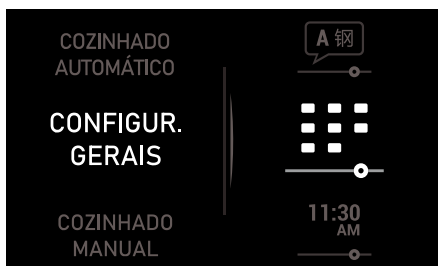 COZINHADO
AUTOMÁTICO
A 钢
CONFIGUR.
GERAIS
COZINHADO
MANUAL
11:30
AM